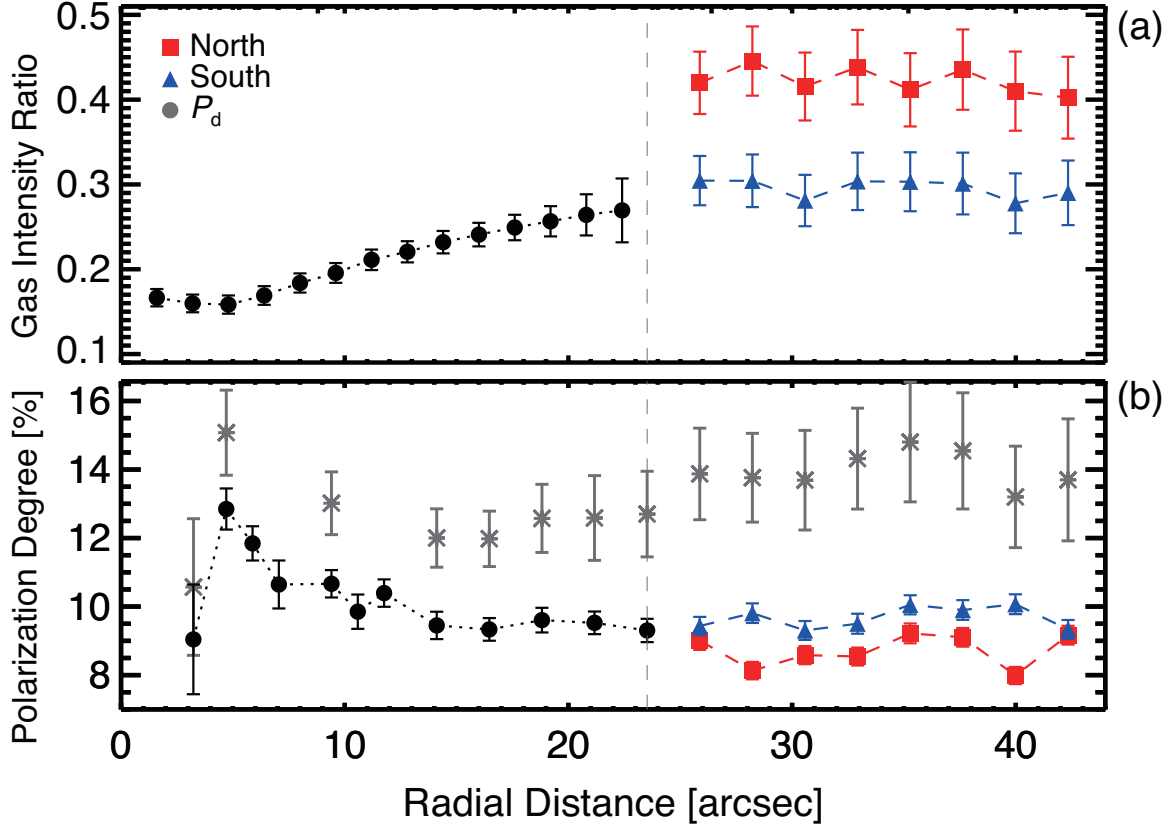 (a)
Gas Intensity Ratio
0.5
0.4
0.3
0.2
0.1
North
South
Pd
(b)
Polarization Degree [%]
16
14
12
10
8
0 10 20 30 40
Radial Distance [arcsec]